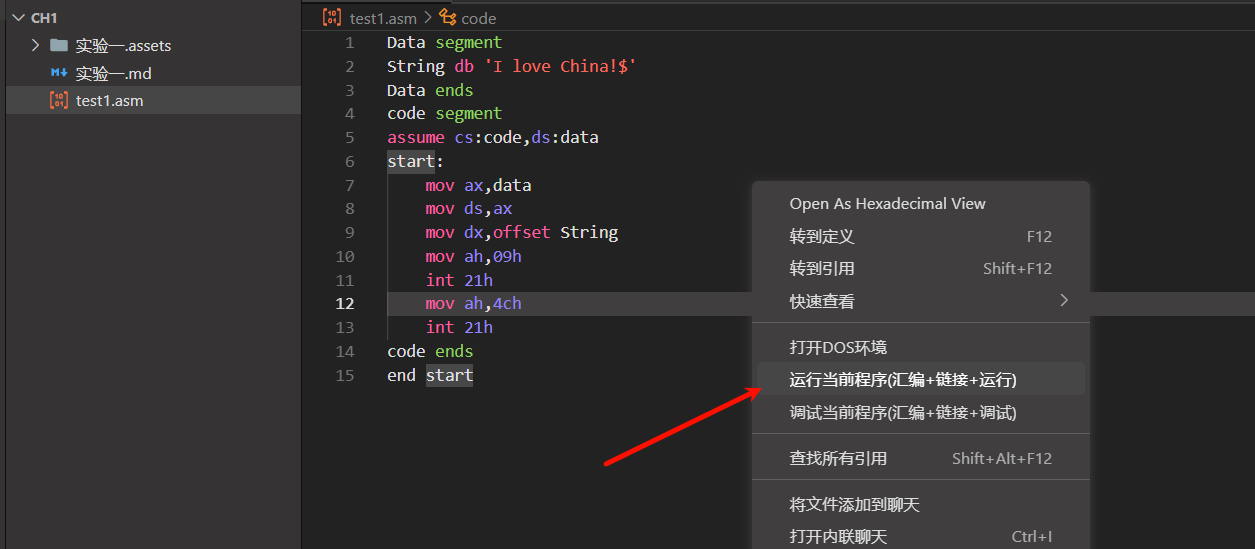 CH1
实验一.assets
实验一.md
test1.asm
test1.asm > code
1 Data segment
2 String db 'I love China!$'
3 Data ends
4 code segment
5 assume cs:code,ds:data
6 start:
7 mov ax,data
8 mov ds,ax
9 mov dx,offset String
10 mov ah,09h
11 int 21h
12 mov ah,4ch
13 int 21h
14 code ends
15 end start
Open As Hexadecimal View
转到定义 F12
转到引用 Shift+F12
快速查看
打开DOS环境
运行当前程序(汇编+链接+运行)
调试当前程序(汇编+链接+调试)
查找所有引用 Shift+Alt+F12
将文件添加到聊天
打开内联聊天 Ctrl+I